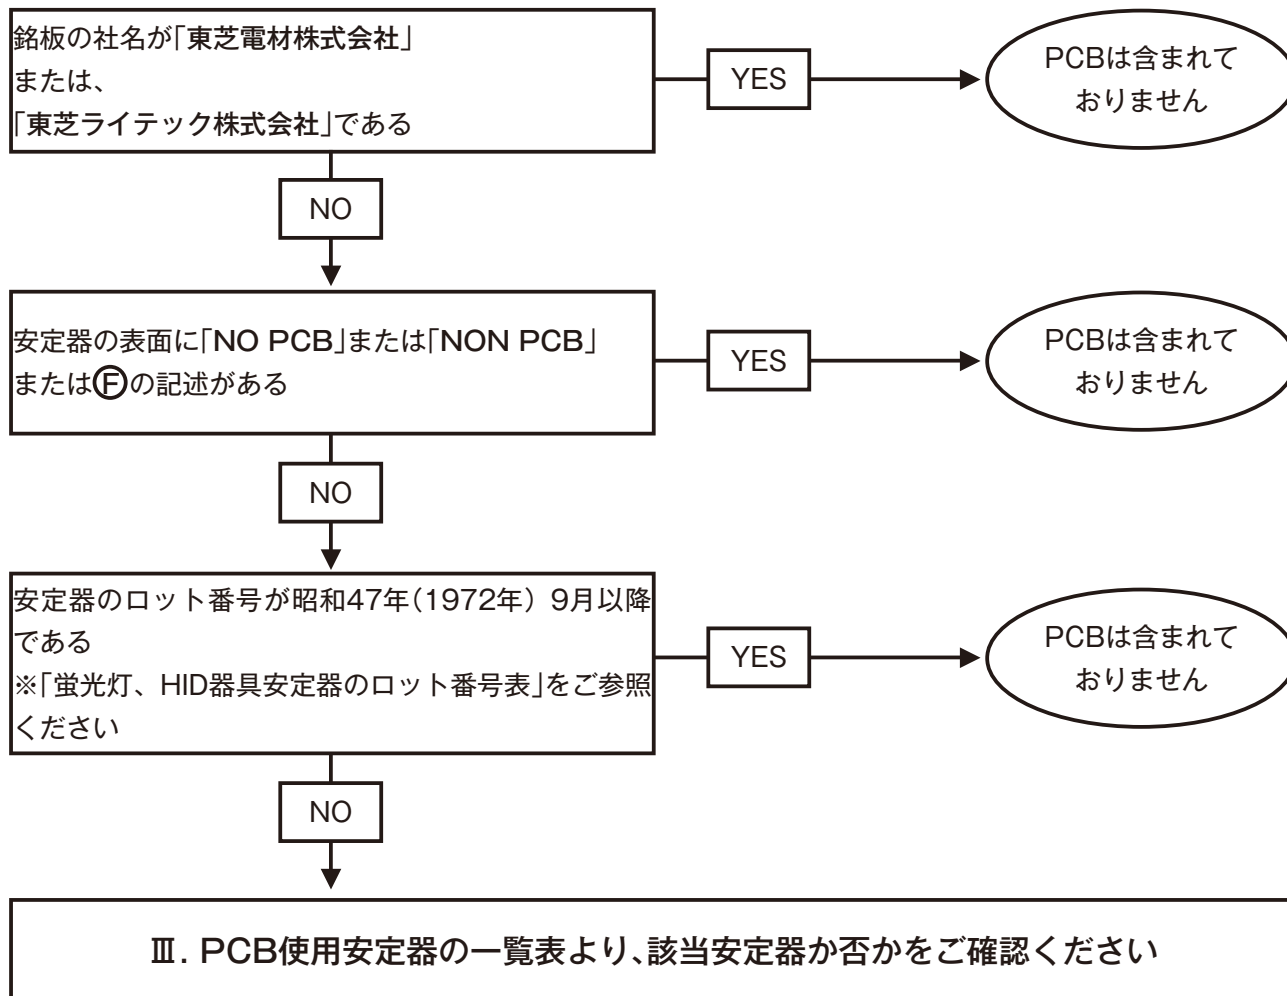 銘板の社名が「東芝電材株式会社」
または、
「東芝ライテック株式会社」である
YES
PCBは含まれて
おりません
NO
安定器の表面に「NO PCB」または「NON PCB」
またはⒻの記述がある
YES
PCBは含まれて
おりません
NO
安定器のロット番号が昭和47年(1972年) 9月以降
である
※「蛍光灯、HID器具安定器のロット番号表」をご参照
ください
YES
PCBは含まれて
おりません
NO
Ⅲ. PCB使用安定器の一覧表より、該当安定器か否かをご確認ください